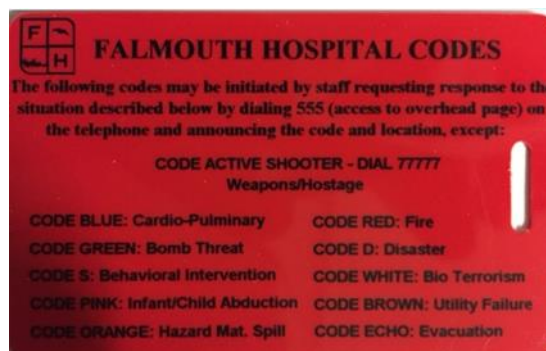 F
H
FALMOUTH HOSPITAL CODES
The following codes may be initiated by staff requesting response to the
situation described below by dialing 555 (access to overhead page) on
the telephone and announcing the code and location, except:
CODE ACTIVE SHOOTER - DIAL 77777
Weapons/Hostage
CODE BLUE: Cardio-Pulminary CODE RED: Fire
CODE GREEN: Bomb Threat CODE D: Disaster
CODE S: Behavioral Intervention CODE WHITE: Bio Terrorism
CODE PINK: Infant/Child Abduction CODE BROWN: Utility Failure
CODE ORANGE: Hazard Mat. Spill CODE ECHO: Evacuation